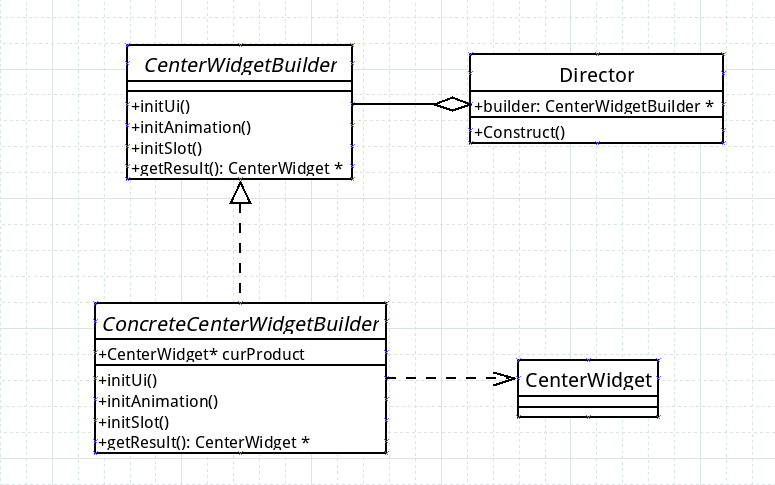 CenterWidgetBuilder
+initUi()
+initAnimation()
+initSlot()
+getResult(): CenterWidget *
Director
+builder: CenterWidgetBuilder *
+Construct()
ConcreteCenterWidgetBuilder
+CenterWidget* curProduct
+initUi()
+initAnimation()
+initSlot()
+getResult(): CenterWidget *
CenterWidget